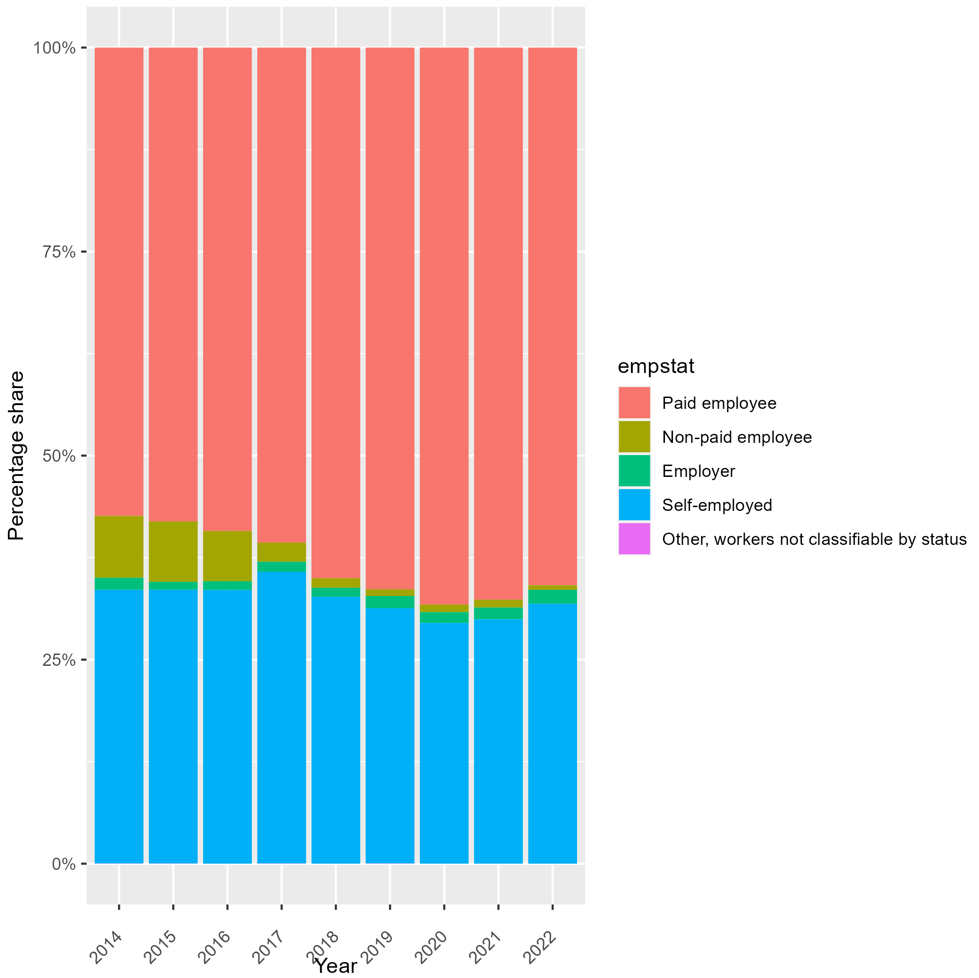 Percentage share
100%
75%
50%
25%
0%
2014
2015
2016
2017
2018
2019
2020
2021
2022
Year
empstat
Paid employee
Non-paid employee
Employer
Self-employed
Other, workers not classifiable by status